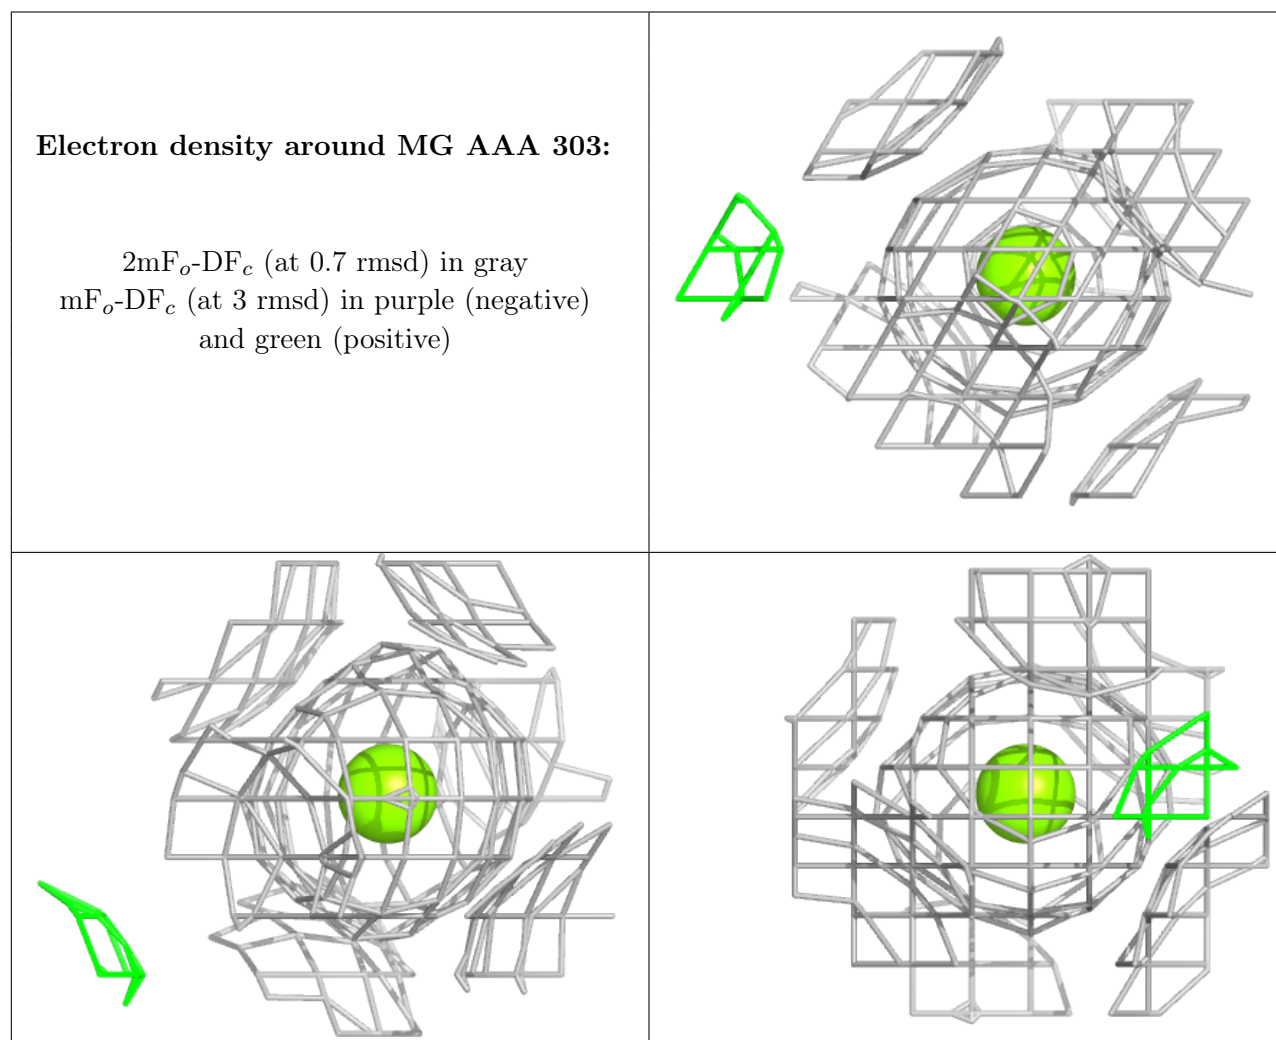 Electron density around MG AAA 303:
2mFo-DFc (at 0.7 rmsd) in gray
mFo-DFc (at 3 rmsd) in purple (negative)
and green (positive)